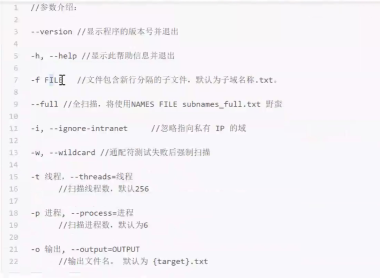 1 //参数介绍:
2
3 --version //显示程序的版本号并退出
4
5 -h, --help //显示此帮助信息并退出
6
7 -f FILE //文件包含新行分隔的子文件，默认为子域名称.txt.
8
9 --full //全扫描，将使用NAMES FILE subnames_full.txt 野蛮
10
11 -i, --ignore-intranet //忽略指向私有 IP 的域
12
13 -w, --wildcard //通配符测试失败后强制扫描
14
15 -t 线程，--threads=线程
16 //扫描线程数，默认256
17
18 -p 进程，--process=进程
19 //扫描进程数，默认为6
20
21 -o 输出, --output=OUTPUT
22 //输出文件名。 默认为 {target}.txt